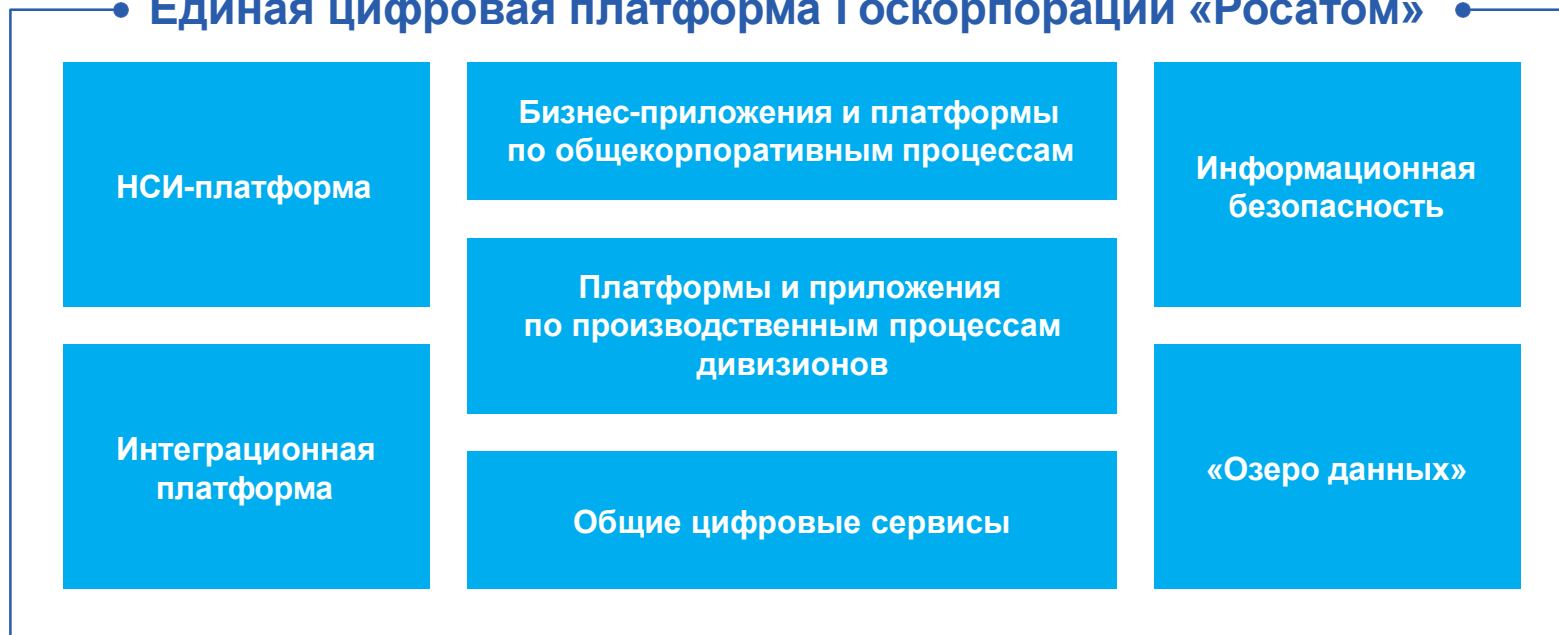 Единая цифровая платформа Госкорпорации «Росатом»
НСИ-платформа
Интеграционная
платформа
Бизнес-приложения и платформы
по общекорпоративным процессам
Платформы и приложения
по производственным процессам
дивизионов
Общие цифровые сервисы
Информационная
безопасность
«Озеро данных»